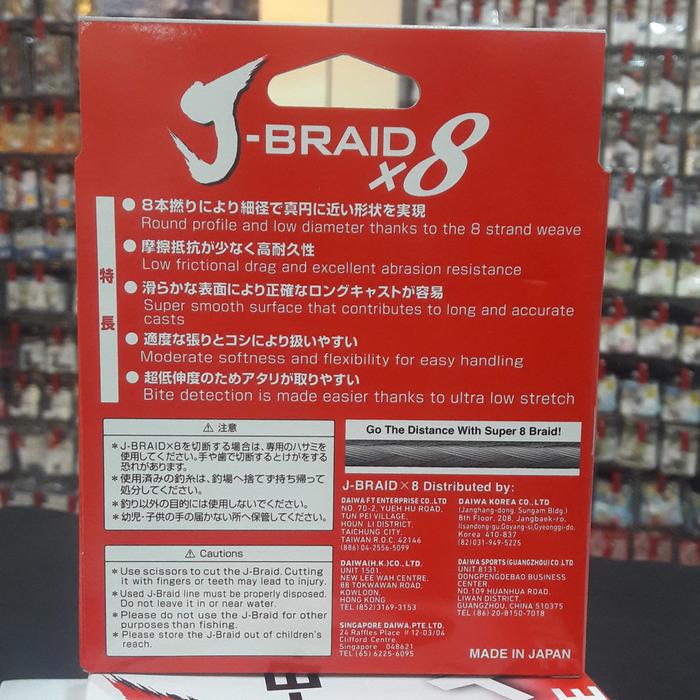 J-BRAID
x8
特長
● 8本撚りにより細径で真円に近い形状を実現
Round profile and low diameter thanks to the 8 strand weave
● 摩擦抵抗が少なく高耐久性
Low frictional drag and excellent abrasion resistance
● 滑らかな表面により正確なロングキャストが容易
Super smooth surface that contributes to long and accurate
casts
● 適度な張りとコシにより扱いやすい
Moderate softness and flexibility for easy handling
● 超低伸度のためアタリが取りやすい
Bite detection is made easier thanks to ultra low stretch
⚠ 注意
*J-BRAID×8を切断する場合は、専用のハサミを
使用してください。手や歯で切断するとけがをする
恐れがあります。
*使用済みの釣糸は、釣場へ捨てず持ち帰って
処分してください。
*釣り以外の目的には使用しないでください。
*幼児・子供の手の届かない所へ保管してください。
⚠ Cautions
*Use scissors to cut the J-Braid. Cutting
it with fingers or teeth may lead to injury.
*Used J-Braid line must be properly disposed.
Do not leave it in or near water.
*Please do not use the J-Braid for other
purposes than fishing.
*Please store the J-Braid out of children's
reach.
Go The Distance With Super 8 Braid!
J-BRAID×8 Distributed by:
DAIWA FT ENTERPRISE CO.,LTD
NO. 70-2, YUEH HU ROAD,
TUN PEI VILLAGE,
HOUN LI DISTRICT,
TAICHUNG CITY,
TAIWAN R.O.C. 42146
(886) 04-2556-5099
DAIWA(H.K.)CO., LTD.
UNIT 1501,
NEW LEE WAH CENTRE,
88 TOKWAWAN ROAD,
KOWLOON,
HONG KONG
TEL (852)3169-3153
SINGAPORE DAIWA.PTE.LTD.
24 Raffles Place # 12-03/04
Clifford Centre,
Singapore 048621
TEL:(65) 6225-6095
DAIWA KOREA CO.,LTD
(Janghang-dong, Sungam Bldg.)
8th Floor, 208, Jangbaek-ro,
Ilsandong-gu,Goyang-si,Gyeonggi-do,
Korea 410-837
(82)031-949-5225
DAIWA SPORTS (GUANGZHOU) CO.,LTD
UNIT 8131,
DONGPENGDEBAO BUSINESS
CENTER,
NO.109 HUANHUA ROAD,
LIWAN DISTRICT,
GUANGZHOU, CHINA 510375
TEL (86) 20-8150-7018
MADE IN JAPAN